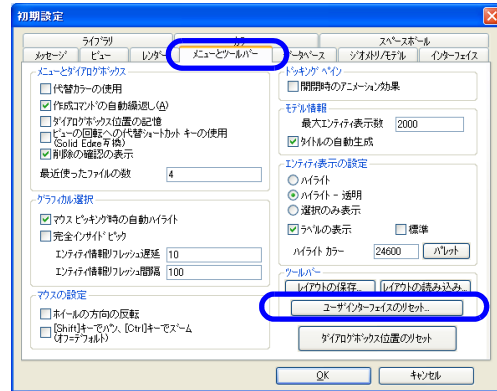 初期設定
ライブラリ
スペースボール
メッセージ
ビュー
レンダー
メニューとツールバー
データベース
ジオメトリ/モデル
インターフェイス
メニューとダイアログボックス
代替カラーの使用
作成コマンドの自動繰返し(A)
ダイアログボックス位置の記憶
ビューの回転への代替ショートカット キーの使用
(Solid Edge互換)
削除の確認の表示
最近使ったファイルの数 4
グラフィカル選択
マウス ピッキング時の自動ハイライト
完全インサイド ピック
エンティティ情報リフレッシュ遅延 10
エンティティ情報リフレッシュ間隔 100
マウスの設定
ホイールの方向の反転
[Shift]キーでパン、[Ctrl]キーでズーム
(オフ=デフォルト)
ドッキング ペイン
開閉時のアニメーション効果
モデル情報
最大エンティティ表示数 2000
タイトルの自動生成
エンティティ表示の設定
ハイライト
ハイライト - 透明
選択のみ表示
ラベルの表示 標準
ハイライト カラー 24600 パレット
ツールバー
レイアウトの保存... レイアウトの読み込み...
ユーザインターフェイスのリセット...
ダイアログボックス位置のリセット
OK キャンセル